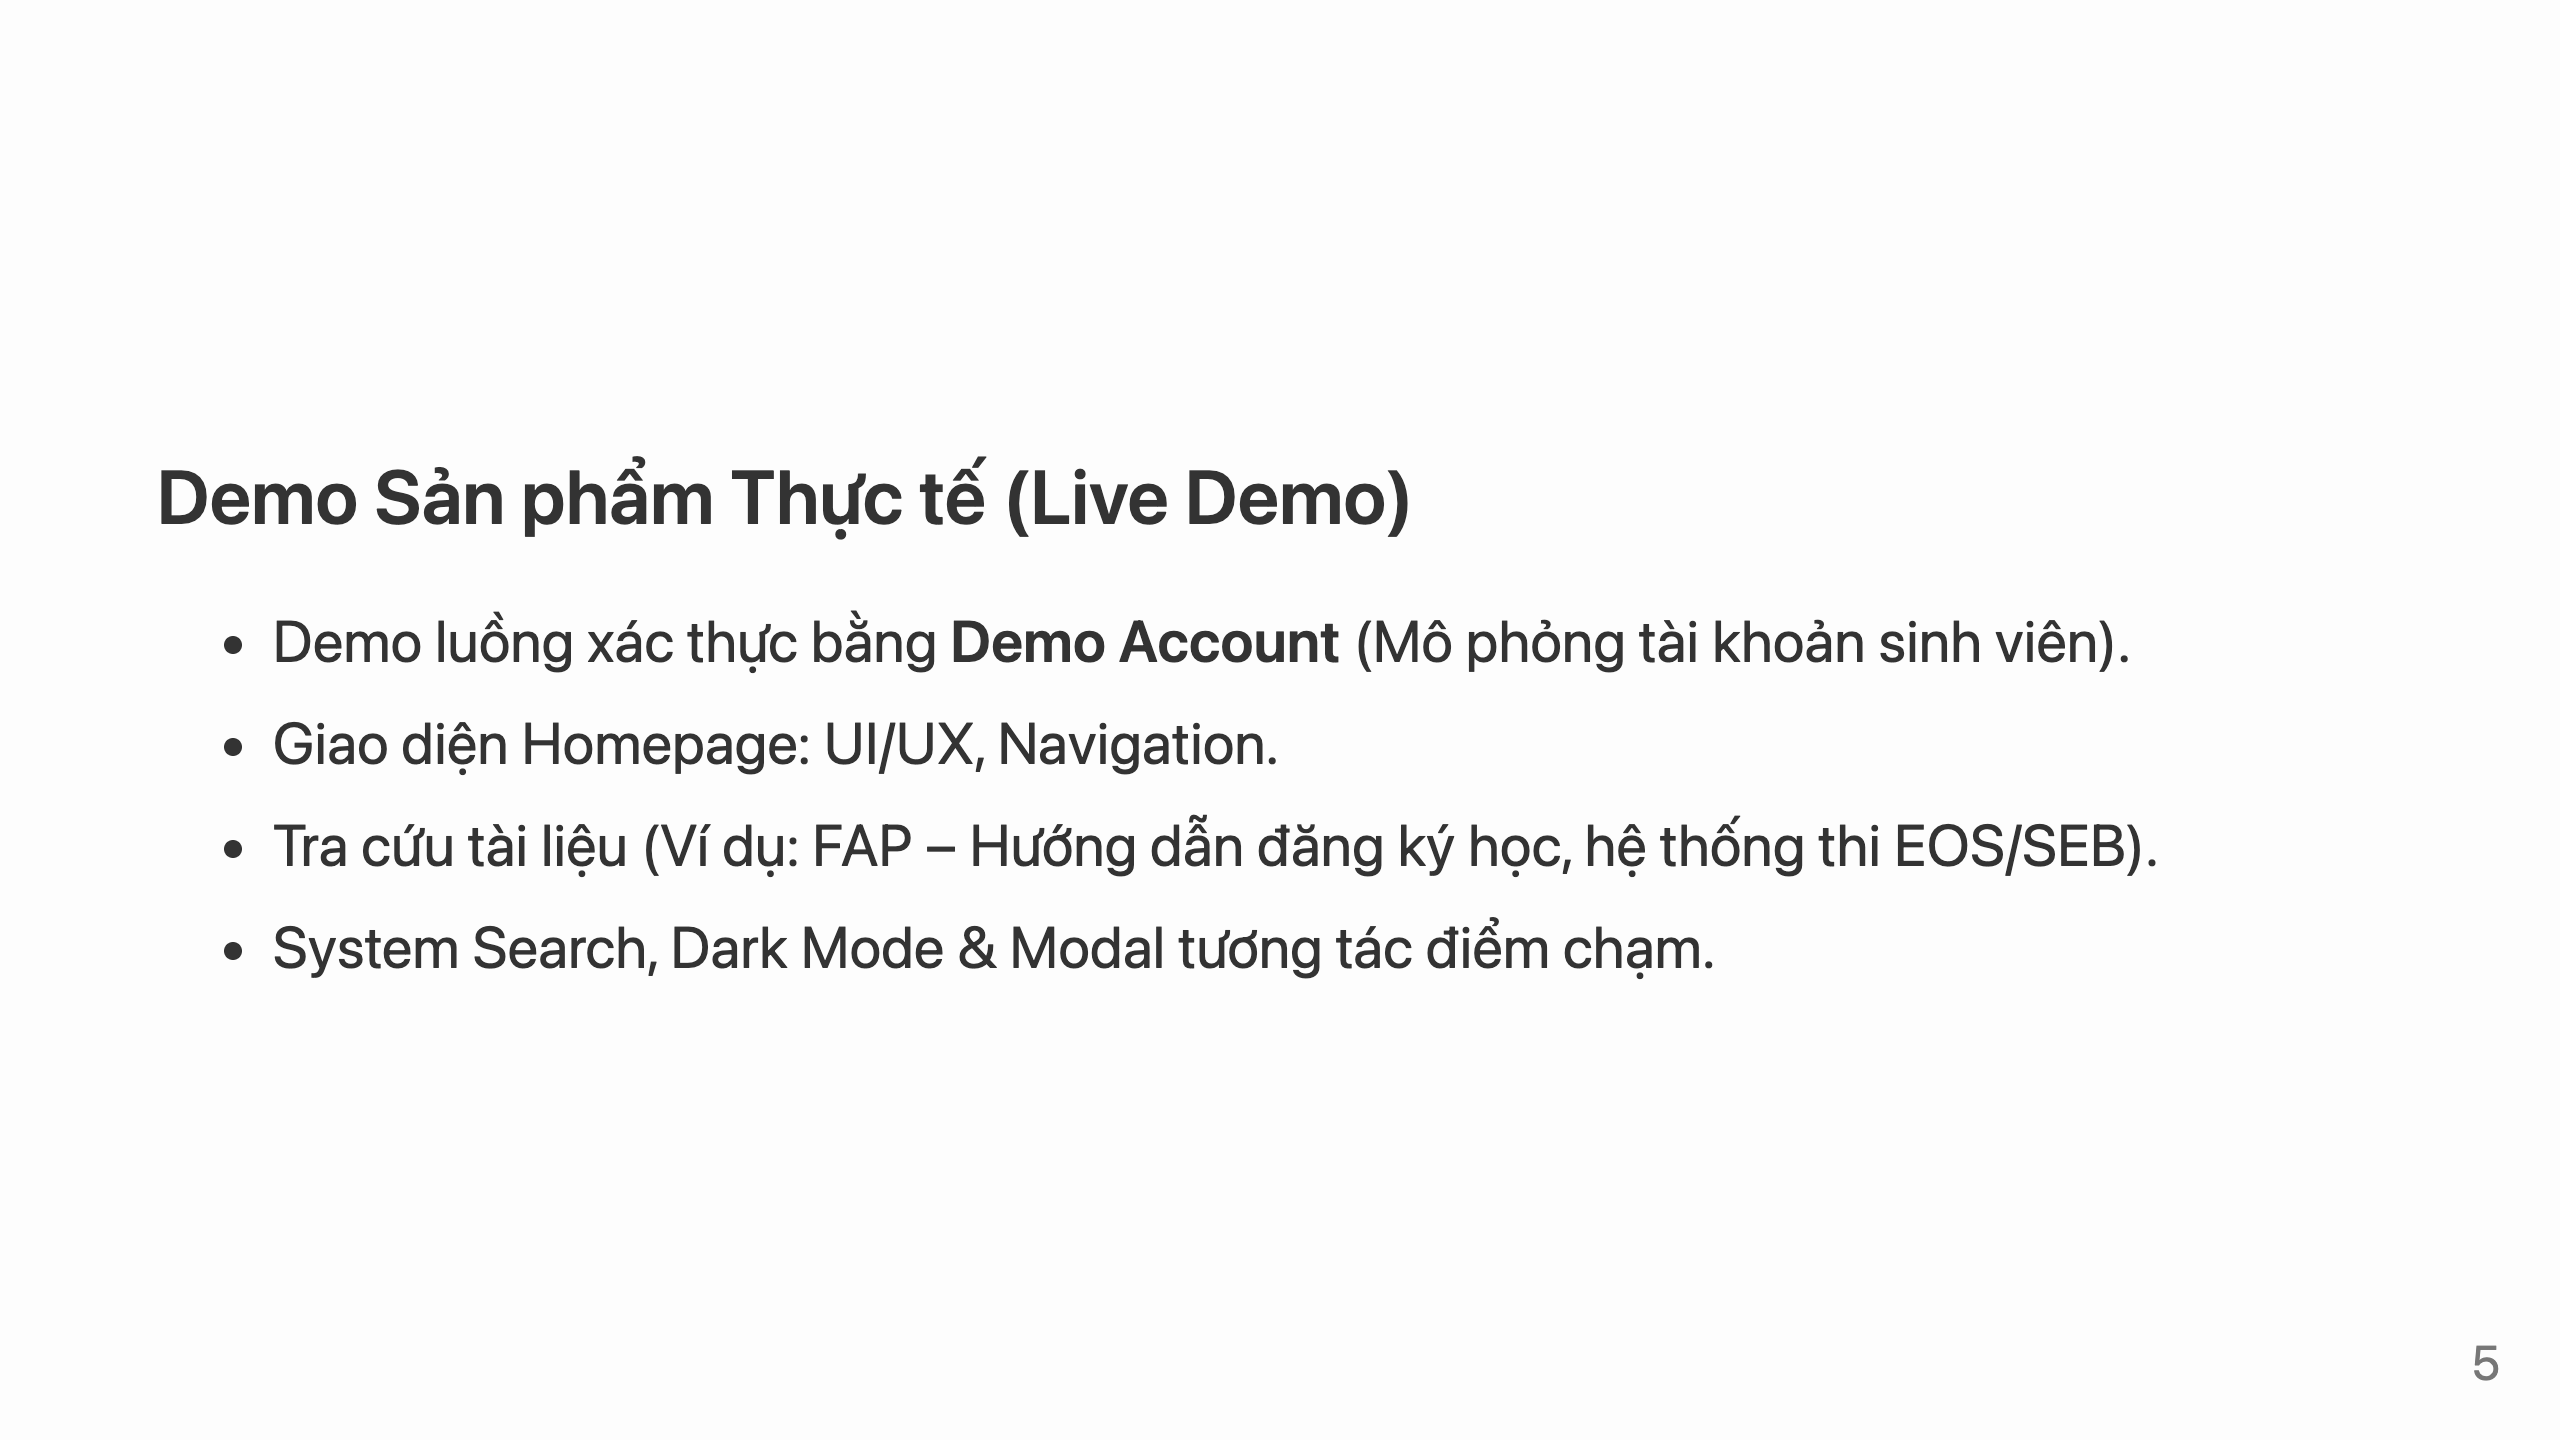 Demo Sản phẩm Thực tế (Live Demo)
• Demo luồng xác thực bằng Demo Account (Mô phỏng tài khoản sinh viên).
• Giao diện Homepage: UI/UX, Navigation.
• Tra cứu tài liệu (Ví dụ: FAP – Hướng dẫn đăng ký học, hệ thống thi EOS/SEB).
• System Search, Dark Mode & Modal tương tác điểm chạm.
5